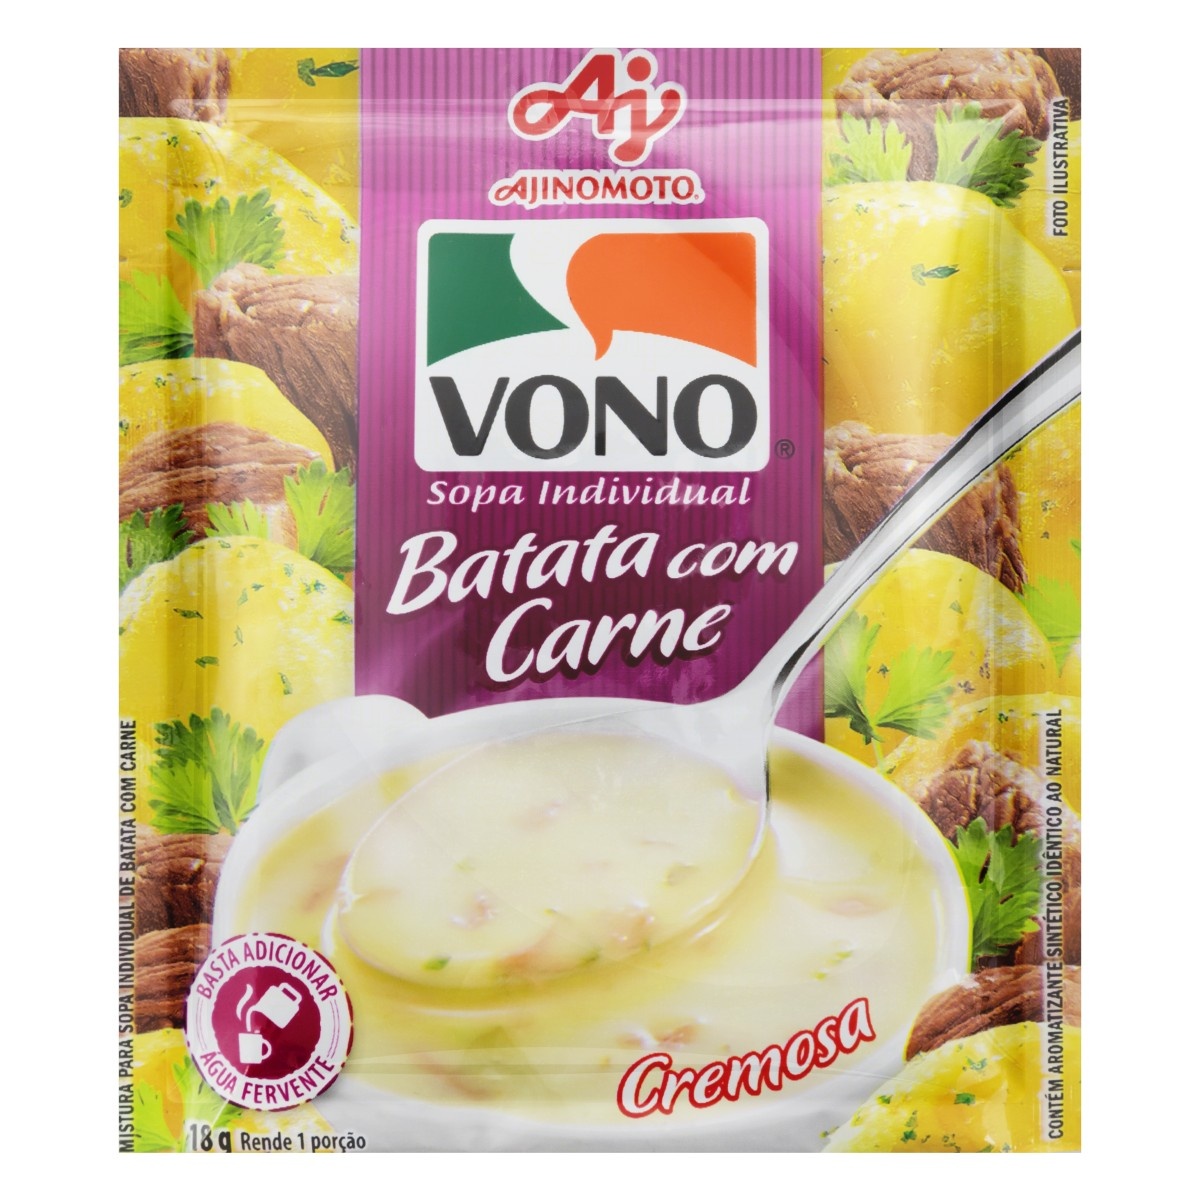 Aj
AJINOMOTO®
FOTO ILUSTRATIVA
VONO®
Sopa Individual
Batata com
Carne
MISTURA PARA SOPA INDIVIDUAL DE BATATA COM CARNE
CONTÉM AROMATIZANTE SINTÉTICO IDÊNTICO AO NATURAL
BASTA ADICIONAR
ÁGUA FERVENTE
Cremosa
18 g Rende 1 porção